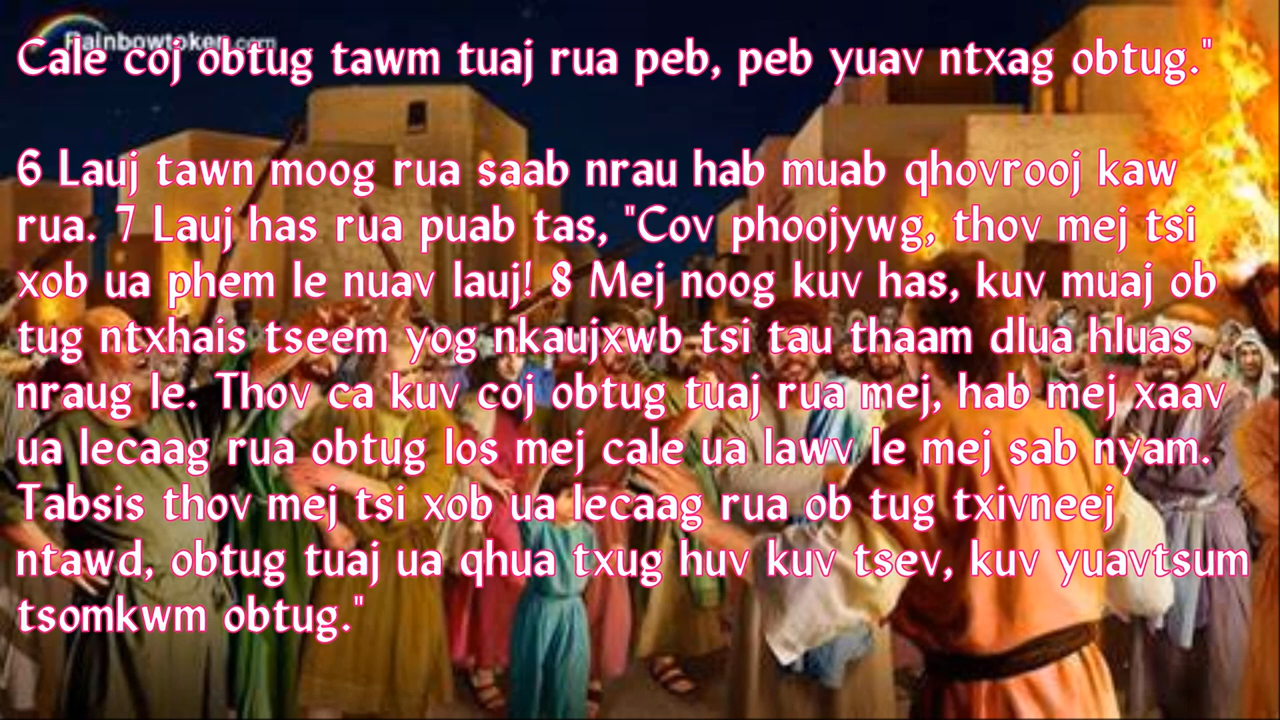 Rainbowtoken.com
Cale coj obtug tawm tuaj rua peb, peb yuav ntxag obtug."
6 Lauj tawn moog rua saab nrau hab muab qhovrooj kaw
rua. 7 Lauj has rua puab tas, "Cov phoojywg, thov mej tsi
xob ua phem le nuav lauj! 8 Mej noog kuv has, kuv muaj ob
tug ntxhais tseem yog nkaujxwb tsi tau thaam dlua hluas
nraug le. Thov ca kuv coj obtug tuaj rua mej, hab mej xaav
ua lecaag rua obtug los mej cale ua lawv le mej sab nyam.
Tabsis thov mej tsi xob ua lecaag rua ob tug txivneej
ntawd, obtug tuaj ua qhua txug huv kuv tsev, kuv yuavtsum
tsomkwm obtug."